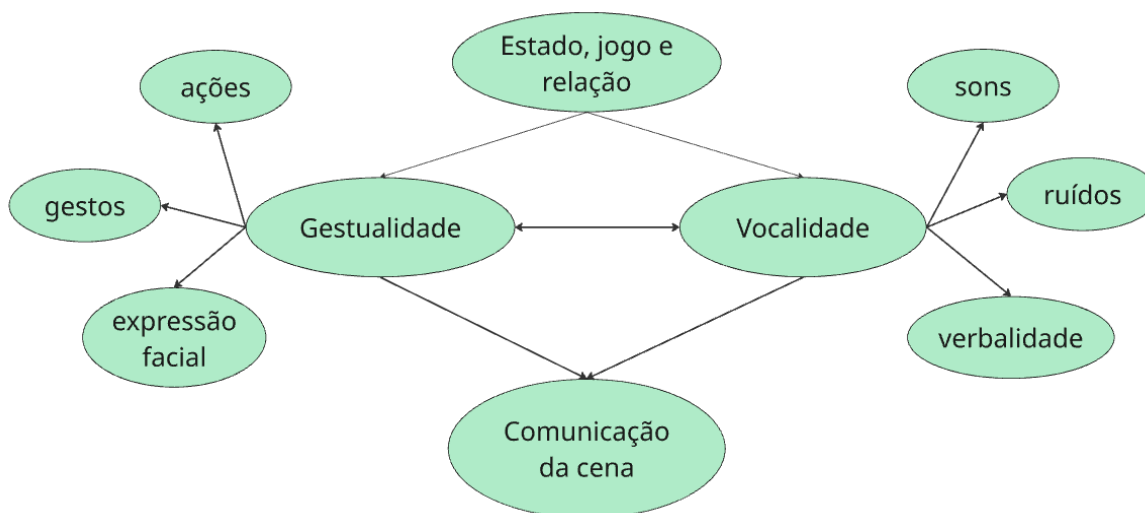 Estado, jogo e
relação
ações
sons
gestos
ruídos
Gestualidade
Vocalidade
expressão
facial
verbalidade
Comunicação
da cena